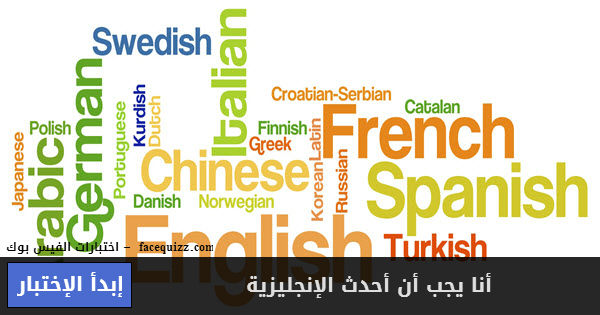 Swedish
Italian
German
Croatian-Serbian
Catalan
Kurdish
Dutch
Portuguese
Polish
Japanese
Finnish
Greek
Latin
Korean
Russian
French
Chinese
Spanish
Danish
Norwegian
abic
English
Turkish
facequizz.com – اختبارات الفيس بوك
أنا يجب أن أحدث الإنجليزية
إبدأ الإختبار